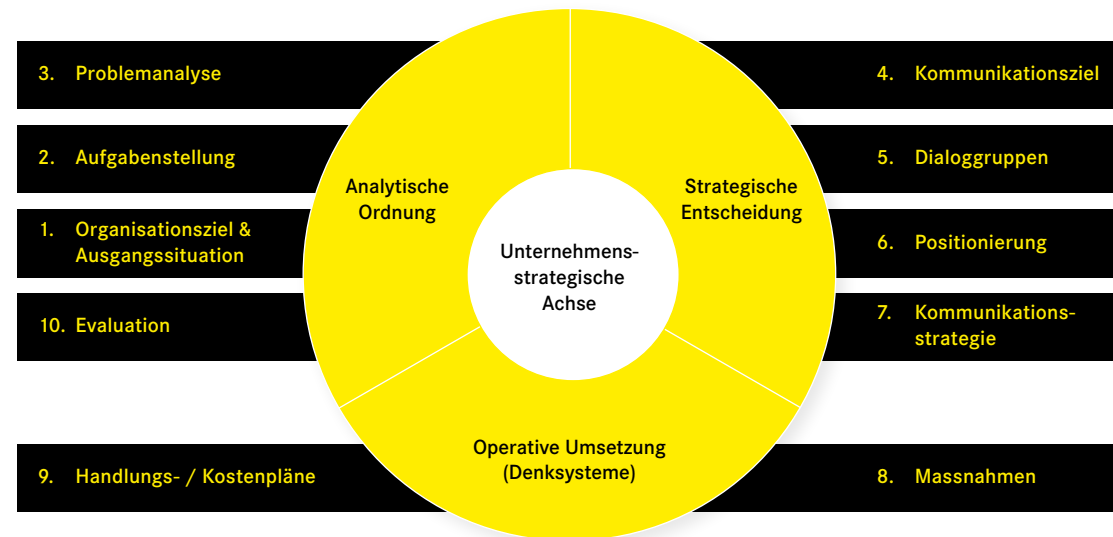 3. Problemanalyse
2. Aufgabenstellung
1. Organisationsziel &
Ausgangssituation
10. Evaluation
9. Handlungs- / Kostenpläne
Analytische
Ordnung
Unternehmens-
strategische
Achse
Strategische
Entscheidung
Operative Umsetzung
(Denksysteme)
4. Kommunikationsziel
5. Dialoggruppen
6. Positionierung
7. Kommunikations-
strategie
8. Massnahmen